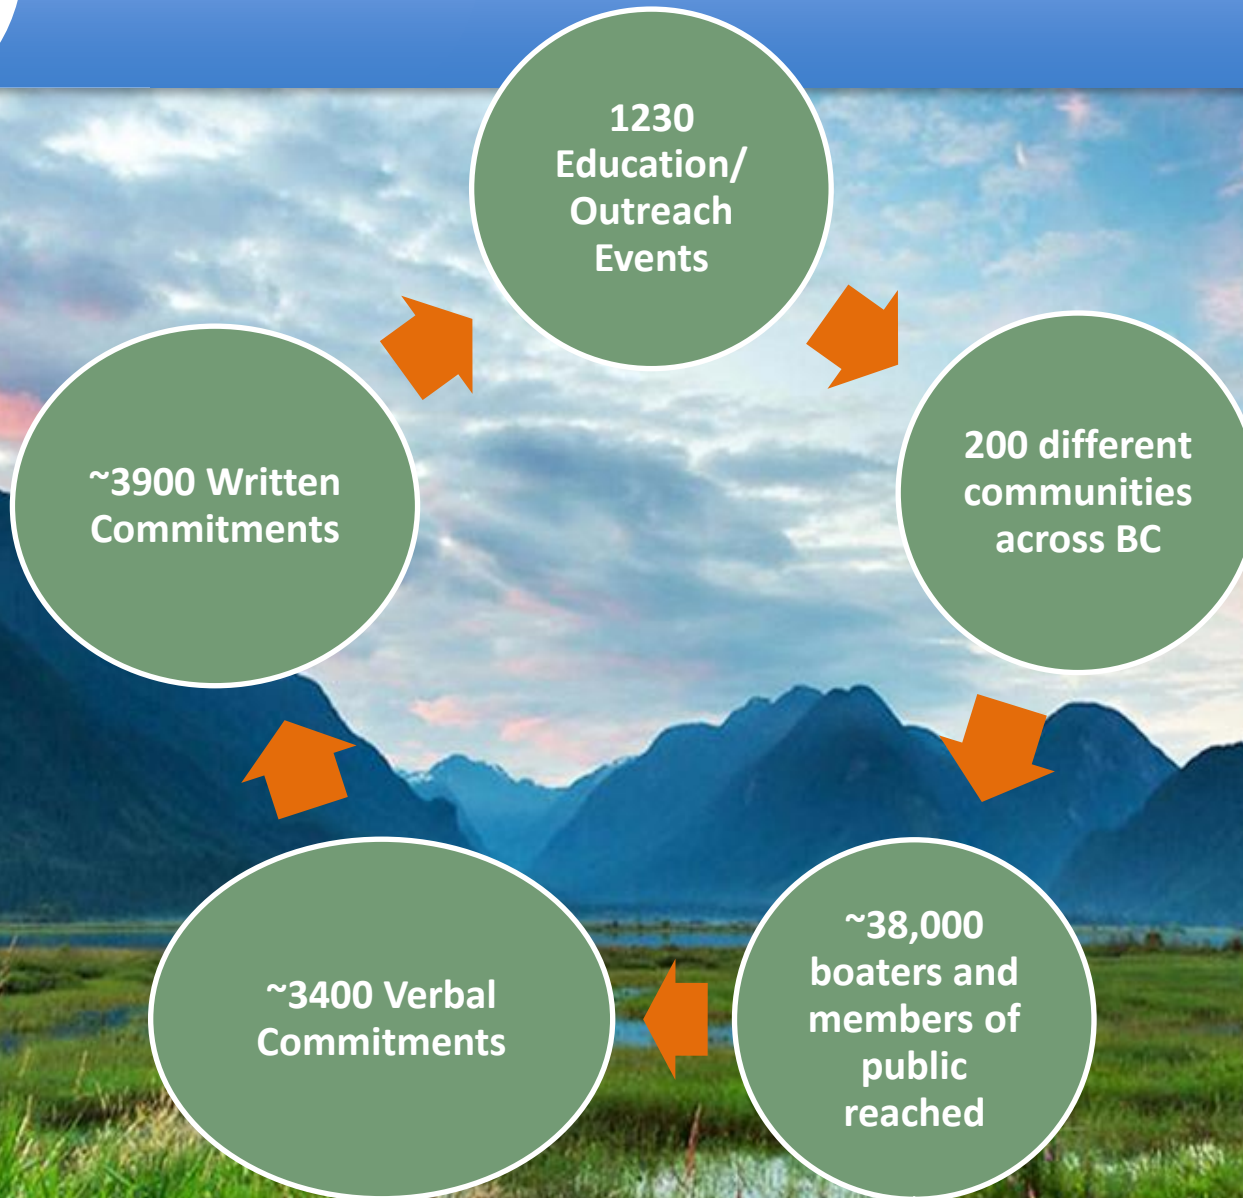 1230
Education/
Outreach
Events
200 different
communities
across BC
~38,000
boaters and
members of
public
reached
~3400 Verbal
Commitments
~3900 Written
Commitments